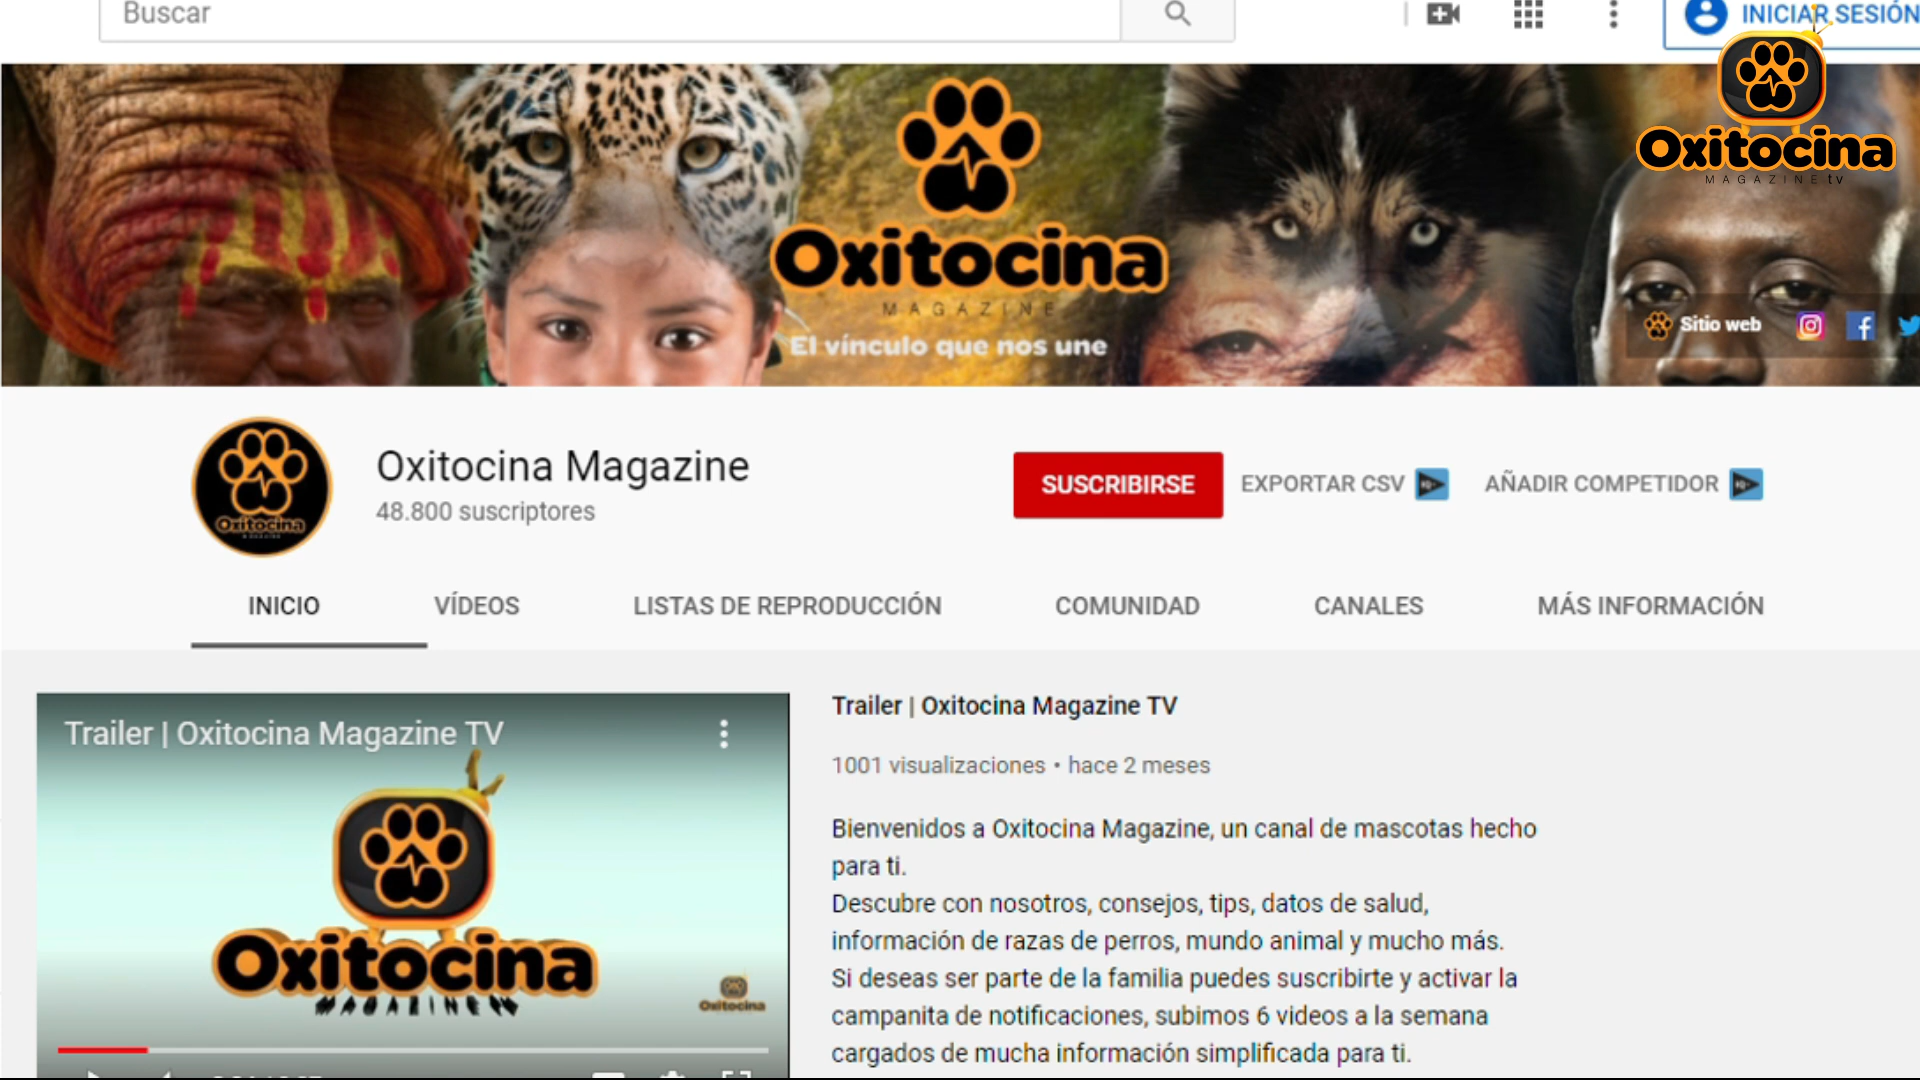 Buscar
INICIAR SESIÓN
Oxitocina
MAGAZINE tv
Oxitocina
MAGAZINE
El vínculo que nos une
Sitio web
Oxitocina
Oxitocina Magazine
48.800 suscriptores
SUSCRIBIRSE
EXPORTAR CSV
AÑADIR COMPETIDOR
INICIO
VÍDEOS
LISTAS DE REPRODUCCIÓN
COMUNIDAD
CANALES
MÁS INFORMACIÓN
Trailer | Oxitocina Magazine TV
Oxitocina
Oxitocina
Trailer | Oxitocina Magazine TV
1001 visualizaciones • hace 2 meses
Bienvenidos a Oxitocina Magazine, un canal de mascotas hecho
para ti.
Descubre con nosotros, consejos, tips, datos de salud,
información de razas de perros, mundo animal y mucho más.
Si deseas ser parte de la familia puedes suscribirte y activar la
campanita de notificaciones, subimos 6 videos a la semana
cargados de mucha información simplificada para ti.